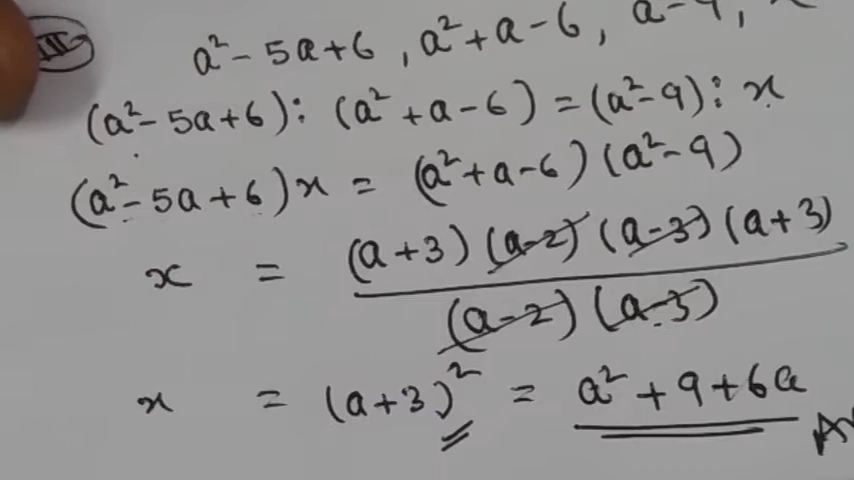 III a² - 5a + 6 , a² + a - 6 , a - 9 , x
(a² - 5a + 6) : (a² + a - 6) = (a² - 9) : x
(a² - 5a + 6) x = (a² + a - 6) (a² - 9)
x = (a + 3) (a - 2) (a - 3) (a + 3)
(a - 2) (a - 3)
x = (a + 3)² = a² + 9 + 6a